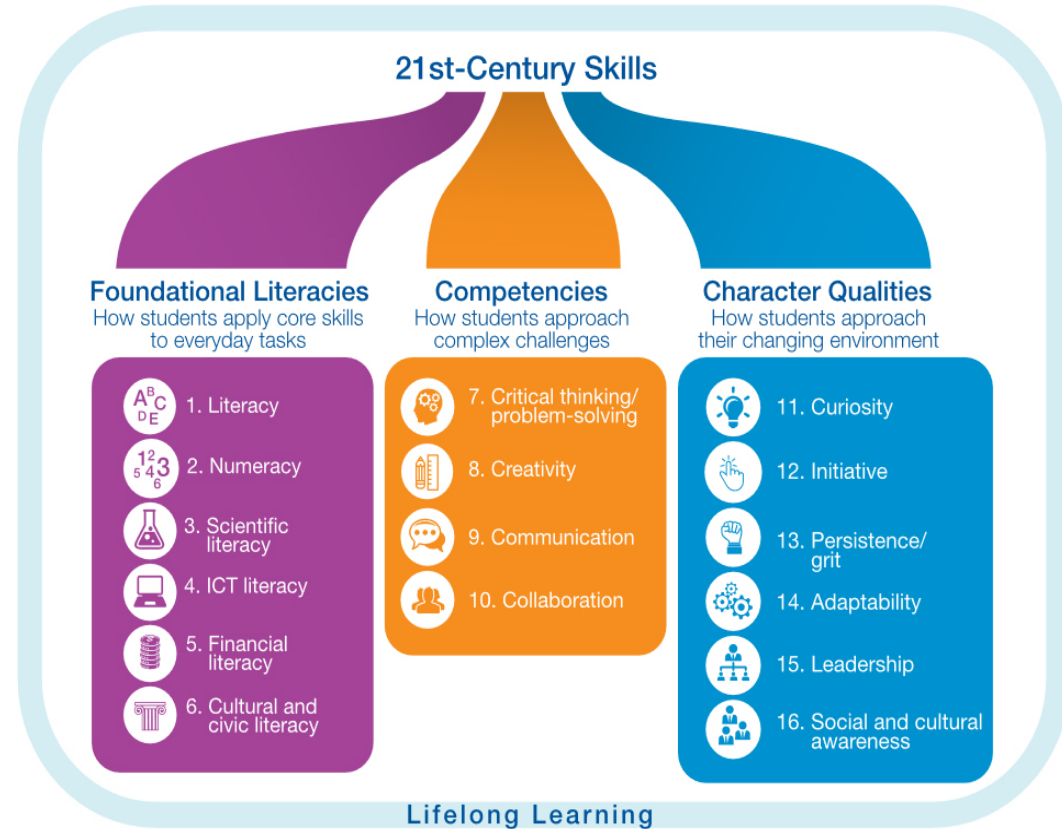 21st-Century Skills
Foundational Literacies
How students apply core skills
to everyday tasks
ABCDE
123456
1. Literacy
2. Numeracy
3. Scientific
literacy
4. ICT literacy
5. Financial
literacy
6. Cultural and
civic literacy
Competencies
How students approach
complex challenges
7. Critical thinking/
problem-solving
8. Creativity
9. Communication
10. Collaboration
Character Qualities
How students approach
their changing environment
11. Curiosity
12. Initiative
13. Persistence/
grit
14. Adaptability
15. Leadership
16. Social and cultural
awareness
Lifelong Learning